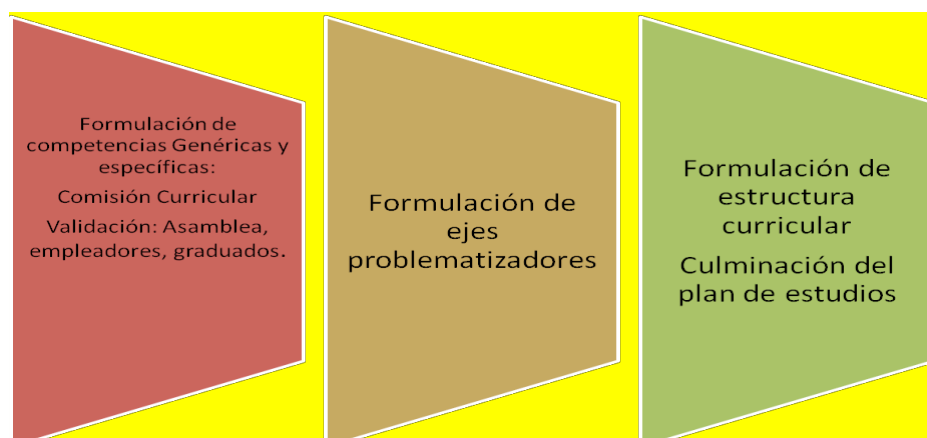 Formulación de
competencias Genéricas y
específicas:
Comisión Curricular
Validación: Asamblea,
empleadores, graduados.
Formulación de
ejes
problematizadores
Formulación de
estructura
curricular
Culminación del
plan de estudios